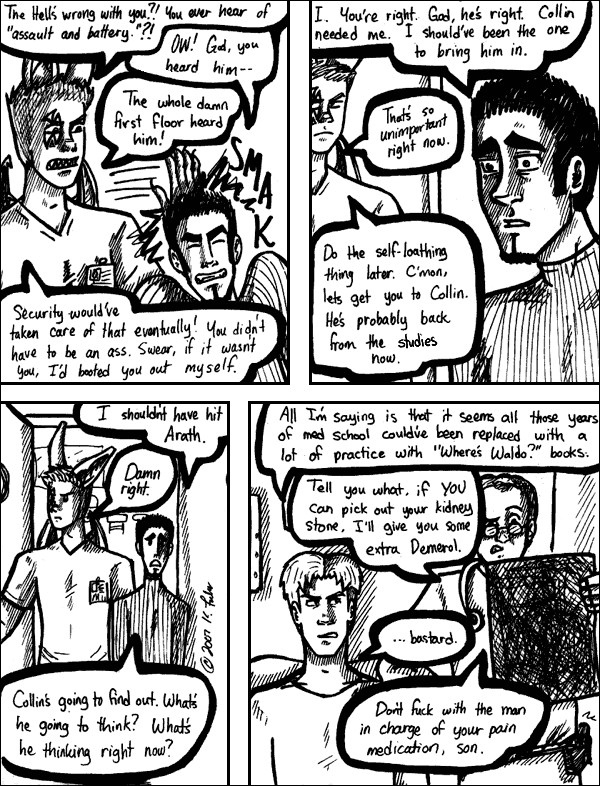 The Hell's wrong with you?! You ever hear of
"assault and battery."?!
OW! God, you
heard him--
The whole damn
first floor heard
him!
SMAK
Security would've
taken care of that eventually! You didn't
have to be an ass. Swear, if it wasn't
you, I'd booted you out myself.
I. You're right. God, he's right. Collin
needed me. I should've been the one
to bring him in.
That's so
unimportant
right now.
Do the self-loathing
thing later. C'mon,
lets get you to Collin.
He's probably back
from the studies
now.
I shouldn't have hit
Arath.
Damn
right.
Collin's going to find out. What's
he going to think? What's
he thinking right now?
All I'm saying is that it seems all those years
of med school could've been replaced with a
lot of practice with "Where's Waldo?" books.
Tell you what, if YOU
can pick out your kidney
stone, I'll give you some
extra Demerol.
...bastard.
Don't fuck with the man
in charge of your pain
medication, son.
© 2007 K.